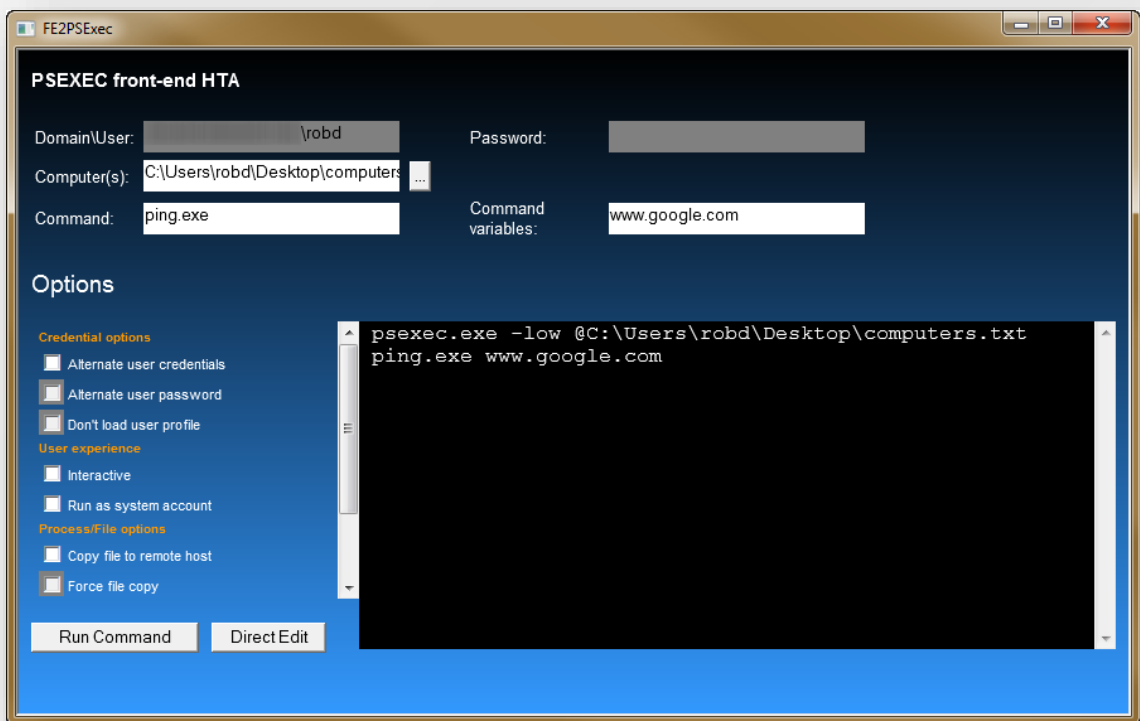 FE2PSExec
PSEXEC front-end HTA
Domain\User: \robd Password:
Computer(s): C:\Users\robd\Desktop\computers ...
Command: ping.exe Command variables: www.google.com
Options
Credential options
Alternate user credentials
Alternate user password
Don't load user profile
User experience
Interactive
Run as system account
Process/File options
Copy file to remote host
Force file copy
psexec.exe -low @C:\Users\robd\Desktop\computers.txt
ping.exe www.google.com
Run Command Direct Edit